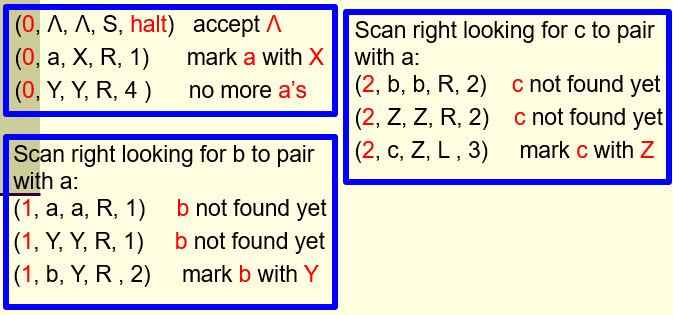 (0, Λ, Λ, S, halt) accept Λ
(0, a, X, R, 1) mark a with X
(0, Y, Y, R, 4 ) no more a's
Scan right looking for b to pair
with a:
(1, a, a, R, 1) b not found yet
(1, Y, Y, R, 1) b not found yet
(1, b, Y, R , 2) mark b with Y
Scan right looking for c to pair
with a:
(2, b, b, R, 2) c not found yet
(2, Z, Z, R, 2) c not found yet
(2, c, Z, L , 3) mark c with Z